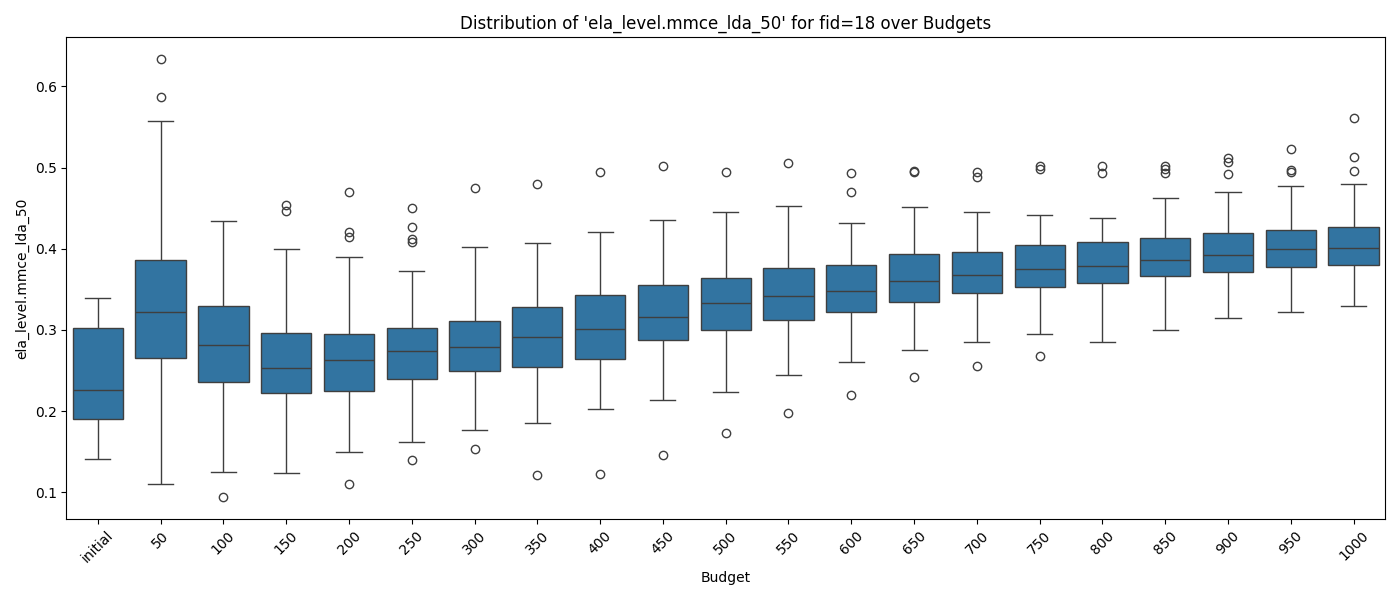 Distribution of 'ela_level.mmce_lda_50' for fid=18 over Budgets
ela_level.mmce_lda_50
0.6
0.5
0.4
0.3
0.2
0.1
initial 50 100 150 200 250 300 350 400 450 500 550 600 650 700 750 800 850 900 950 1000
Budget